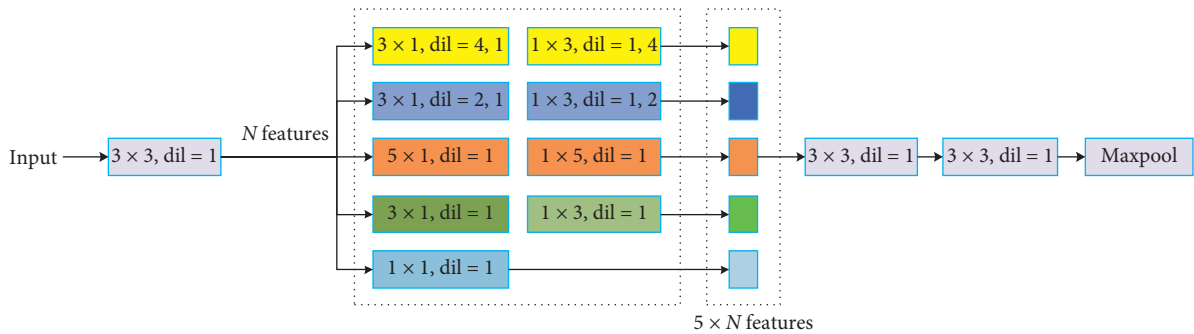 3 × 1, dil = 4, 1
1 × 3, dil = 1, 4
3 × 1, dil = 2, 1
1 × 3, dil = 1, 2
N features
Input
3 × 3, dil = 1
5 × 1, dil = 1
1 × 5, dil = 1
3 × 3, dil = 1
3 × 3, dil = 1
Maxpool
3 × 1, dil = 1
1 × 3, dil = 1
1 × 1, dil = 1
5 × N features